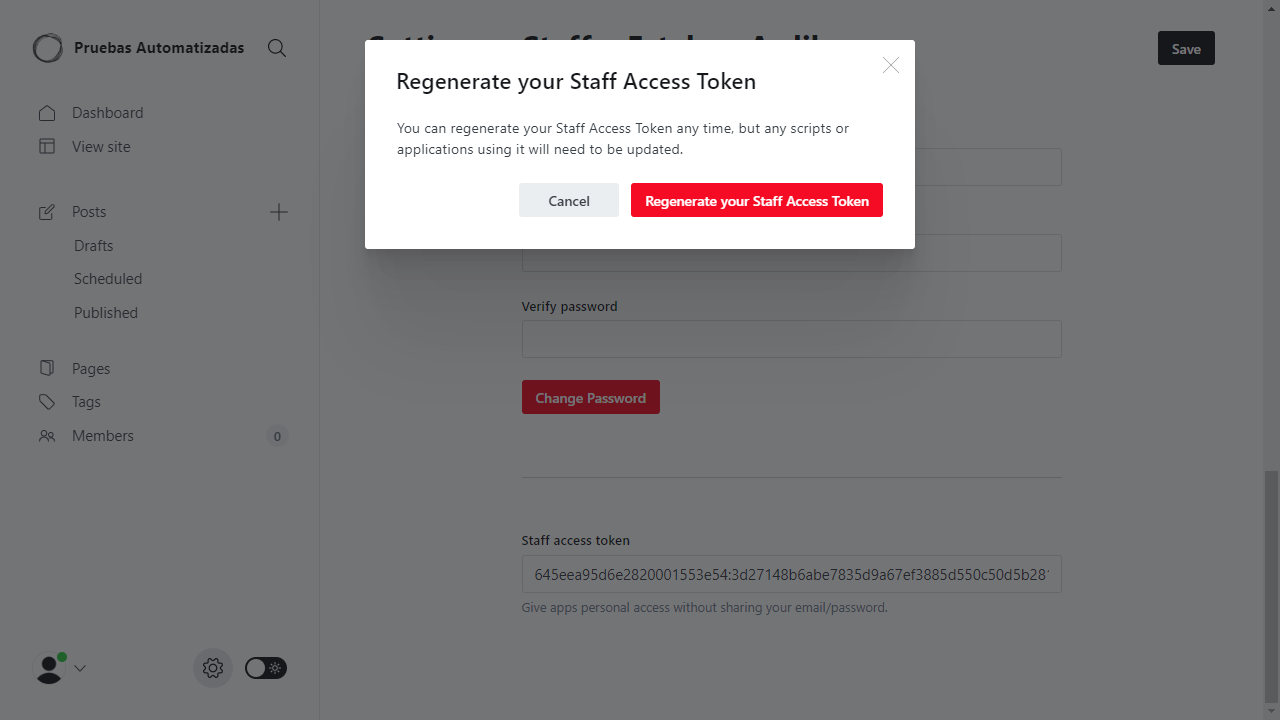 Pruebas Automatizadas
Save
Dashboard
View site
Posts
Drafts
Scheduled
Published
Pages
Tags
Members
0
Regenerate your Staff Access Token
You can regenerate your Staff Access Token any time, but any scripts or
applications using it will need to be updated.
Cancel
Regenerate your Staff Access Token
Verify password
Change Password
Staff access token
645eea95d6e2820001553e54:3d27148b6abe7835d9a67ef3885d550c50d5b281
Give apps personal access without sharing your email/password.